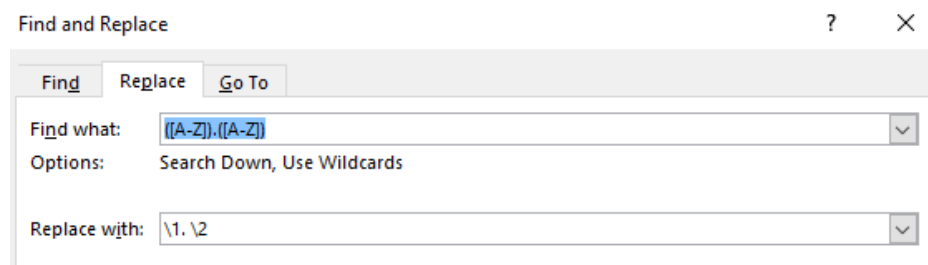 Find and Replace ? ×
Find Replace Go To
Find what: ([A-Z]).([A-Z])
Options: Search Down, Use Wildcards
Replace with: \1. \2